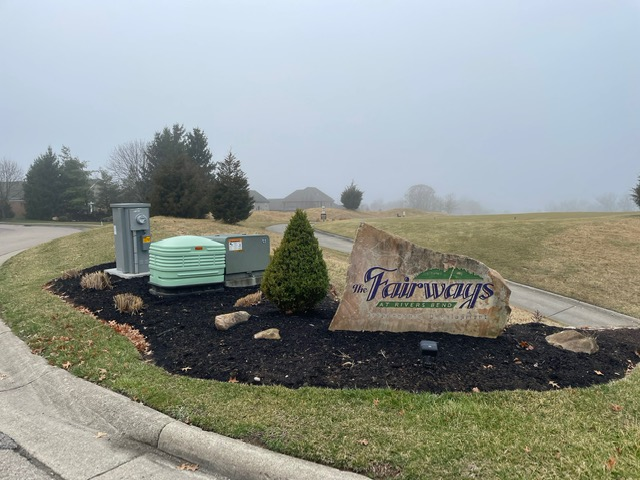 The
Fairways
AT RIVERS BEND